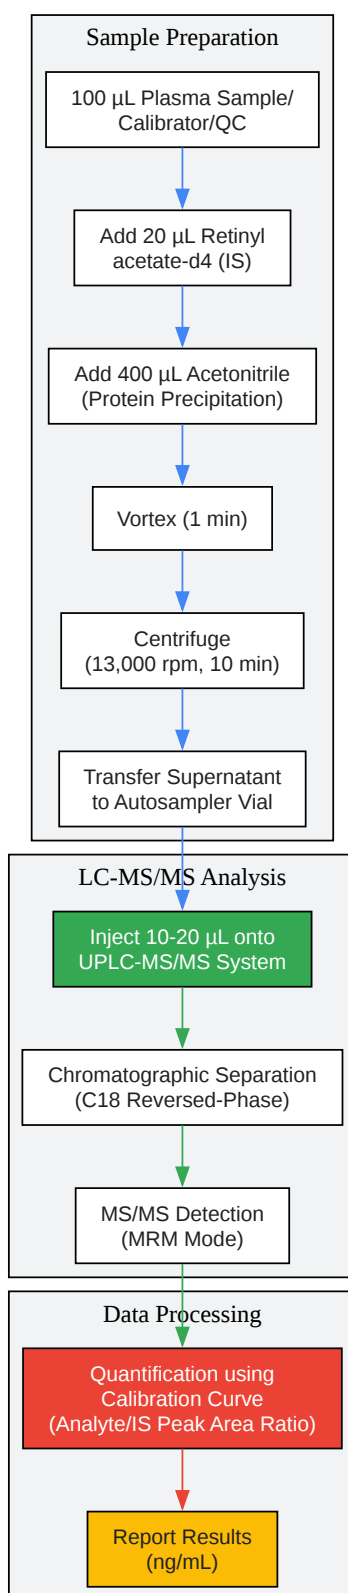 Sample Preparation
100 µL Plasma Sample/
Calibrator/QC
Add 20 µL Retinyl
acetate-d4 (IS)
Add 400 µL Acetonitrile
(Protein Precipitation)
Vortex (1 min)
Centrifuge
(13,000 rpm, 10 min)
Transfer Supernatant
to Autosampler Vial
LC-MS/MS Analysis
Inject 10-20 µL onto
UPLC-MS/MS System
Chromatographic Separation
(C18 Reversed-Phase)
MS/MS Detection
(MRM Mode)
Data Processing
Quantification using
Calibration Curve
(Analyte/IS Peak Area Ratio)
Report Results
(ng/mL)